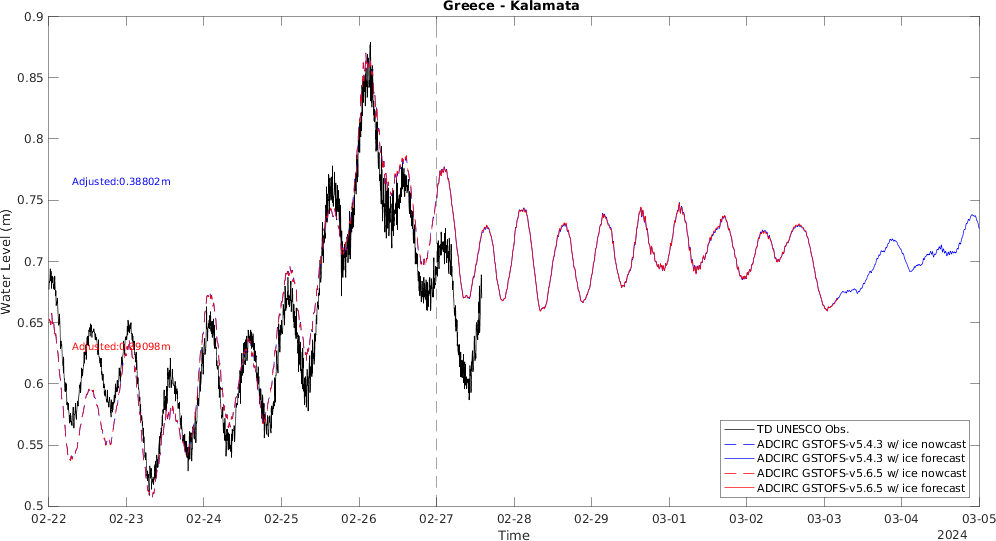 Greece - Kalamata
0.9
0.85
0.8
0.75
0.7
0.65
0.6
0.55
0.5
Water Level (m)
Adjusted:0.38802m
Adjusted:0.39098m
TD UNESCO Obs.
ADCIRC GSTOFS-v5.4.3 w/ ice nowcast
ADCIRC GSTOFS-v5.4.3 w/ ice forecast
ADCIRC GSTOFS-v5.6.5 w/ ice nowcast
ADCIRC GSTOFS-v5.6.5 w/ ice forecast
02-22 02-23 02-24 02-25 02-26 02-27 02-28 02-29 03-01 03-02 03-03 03-04 03-05
Time
2024